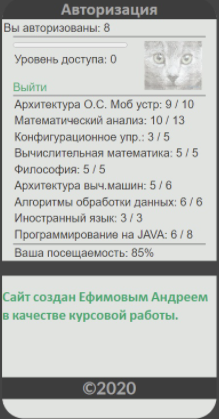 Авторизация
Вы авторизованы: 8
Уровень доступа: 0
Выйти
Архитектура О.С. Моб устр: 9 / 10
Математический анализ: 10 / 13
Конфигурационное упр.: 3 / 5
Вычислительная математика: 5 / 5
Философия: 5 / 5
Архитектура выч.машин: 5 / 6
Алгоритмы обработки данных: 6 / 6
Иностранный язык: 3 / 3
Программирование на JAVA: 6 / 8
Ваша посещаемость: 85%
Сайт создан Ефимовым Андреем
в качестве курсовой работы.
©2020